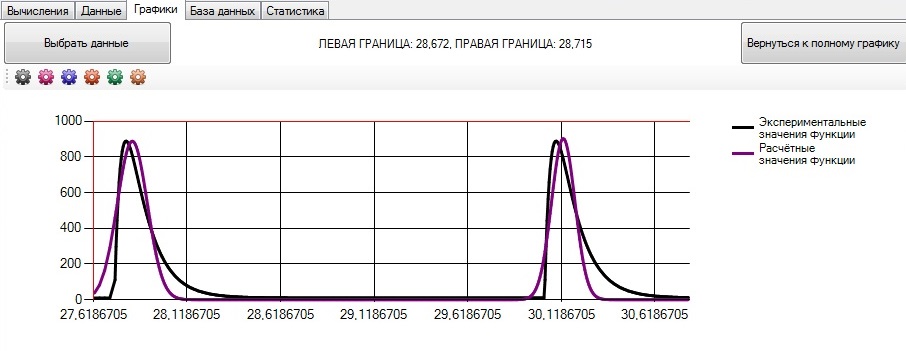 Вычисления Данные Графики База данных Статистика
Выбрать данные
ЛЕВАЯ ГРАНИЦА: 28,672, ПРАВАЯ ГРАНИЦА: 28,715
Вернуться к полному графику
1000
800
600
400
200
0
27,6186705 28,1186705 28,6186705 29,1186705 29,6186705 30,1186705 30,6186705
Экспериментальные
значения функции
Расчётные
значения функции